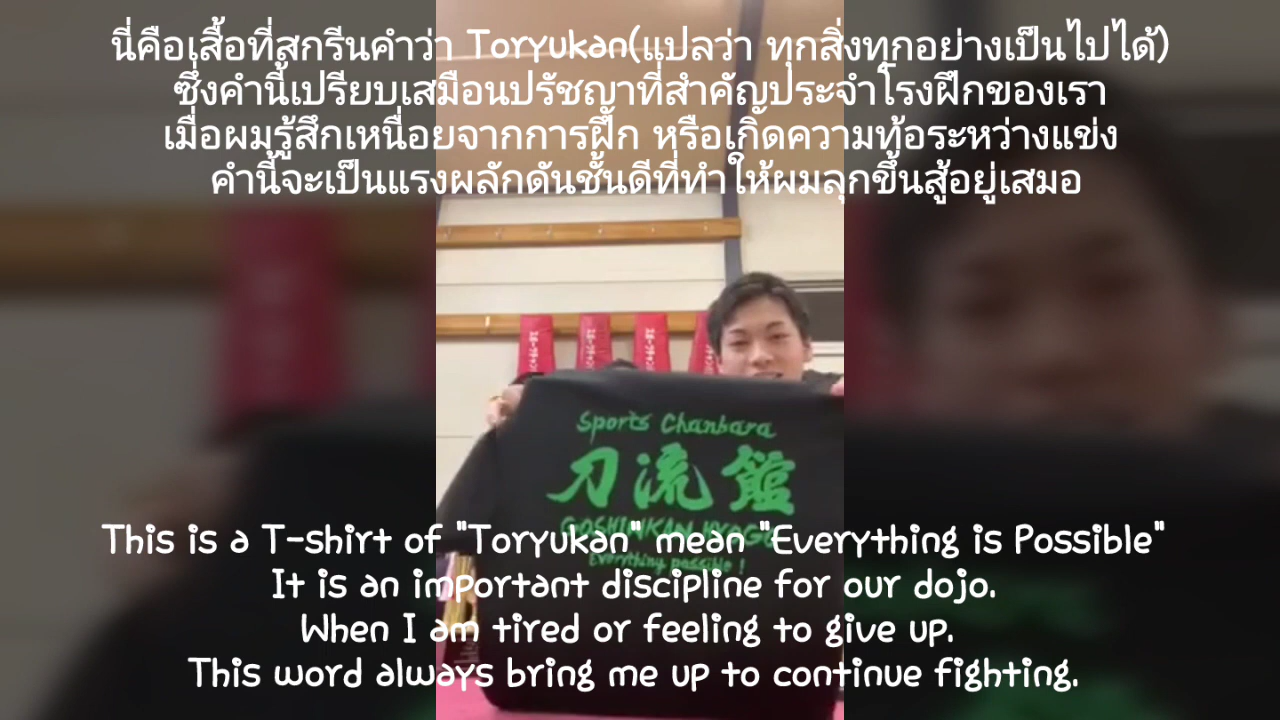 นี่คือเสื้อที่สกรีนคำว่า Toryukan(แปลว่า ทุกสิ่งทุกอย่างเป็นไปได้)
ซึ่งคำนี้เปรียบเสมือนปรัชญาที่สำคัญประจำโรงฝึกของเรา
เมื่อผมรู้สึกเหนื่อยจากการฝึก หรือเกิดความท้อระหว่างแข่ง
คำนี้จะเป็นแรงผลักดันชั้นดีที่ทำให้ผมลุกขึ้นสู้อยู่เสมอ
Sports Chanbara
刀流館
GOSHINKAN HYOGO
Everything possible !
This is a T-shirt of "Toryukan" mean "Everything is Possible"
It is an important discipline for our dojo.
When I am tired or feeling to give up.
This word always bring me up to continue fighting.